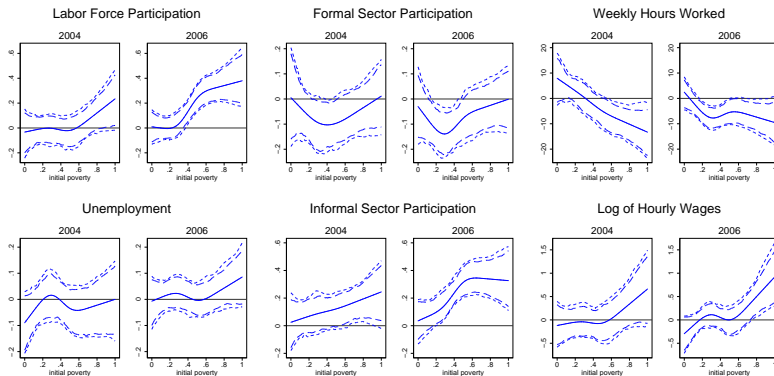 Labor Force Participation
2004
2006
.6
.4
.2
0
-.2
0 .2 .4 .6 .8 1
initial poverty
0 .2 .4 .6 .8 1
initial poverty
Formal Sector Participation
2004
2006
.2
.1
0
-.1
-.2
0 .2 .4 .6 .8 1
initial poverty
0 .2 .4 .6 .8 1
initial poverty
Weekly Hours Worked
2004
2006
20
10
0
-10
-20
0 .2 .4 .6 .8 1
initial poverty
0 .2 .4 .6 .8 1
initial poverty
Unemployment
2004
2006
.2
.1
0
-.1
-.2
0 .2 .4 .6 .8 1
initial poverty
0 .2 .4 .6 .8 1
initial poverty
Informal Sector Participation
2004
2006
.6
.4
.2
0
-.2
0 .2 .4 .6 .8 1
initial poverty
0 .2 .4 .6 .8 1
initial poverty
Log of Hourly Wages
2004
2006
1.5
1
.5
0
-.5
0 .2 .4 .6 .8 1
initial poverty
0 .2 .4 .6 .8 1
initial poverty